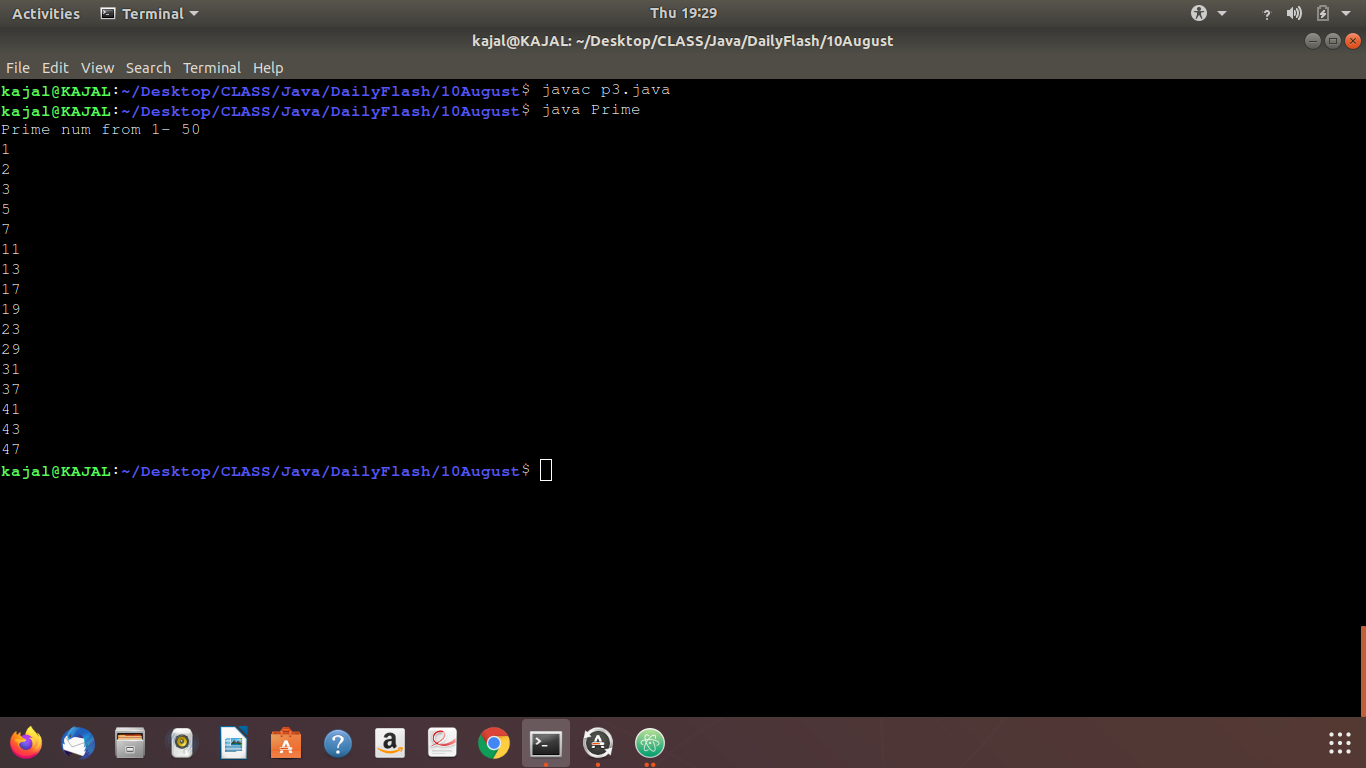 Activities Terminal Thu 19:29 ?
kajal@KAJAL: ~/Desktop/CLASS/Java/DailyFlash/10August
File Edit View Search Terminal Help
kajal@KAJAL:~/Desktop/CLASS/Java/DailyFlash/10August$ javac p3.java
kajal@KAJAL:~/Desktop/CLASS/Java/DailyFlash/10August$ java Prime
Prime num from 1- 50
1
2
3
5
7
11
13
17
19
23
29
31
37
41
43
47
kajal@KAJAL:~/Desktop/CLASS/Java/DailyFlash/10August$